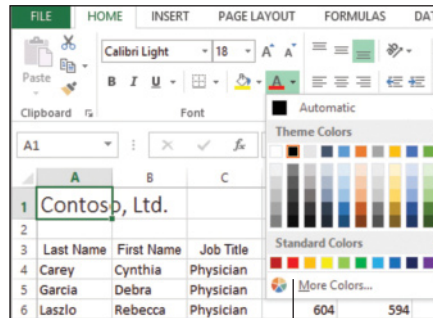 FILE HOME INSERT PAGE LAYOUT FORMULAS DAT
Calibri Light 18 A A
Paste B I U A
Clipboard Font
Automatic
Theme Colors
A1 fx
A B C
1 Contoso, Ltd.
2
Standard Colors
3 Last Name First Name Job Title
4 Carey Cynthia Physician
5 Garcia Debra Physician
More Colors...
6 Laszlo Rebecca Physician 604 594